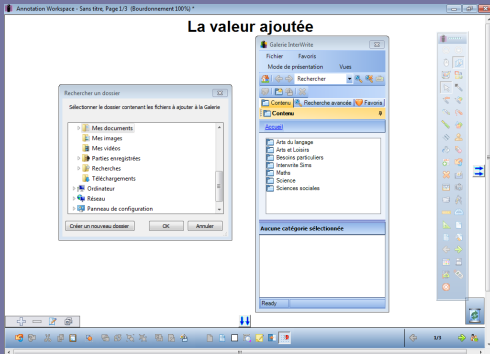 Annotation Workspace - Sans titre, Page 1/3 (Bourdonnement 100%) *
La valeur ajoutée
Galerie InterWrite
Fichier Favoris
Mode de présentation Vues
Rechercher
Contenu Recherche avancée Favoris
Contenu
Accueil
Arts du langage
Arts et Loisirs
Besoins particuliers
Interwrite Sims
Maths
Science
Sciences sociales
Aucune catégorie sélectionnée
Ready
Rechercher un dossier
Sélectionner le dossier contenant les fichiers à ajouter à la Galerie
Mes documents
Mes images
Mes vidéos
Parties enregistrées
Recherches
Téléchargements
Ordinateur
Réseau
Panneau de configuration
Créer un nouveau dossier OK Annuler
1/3